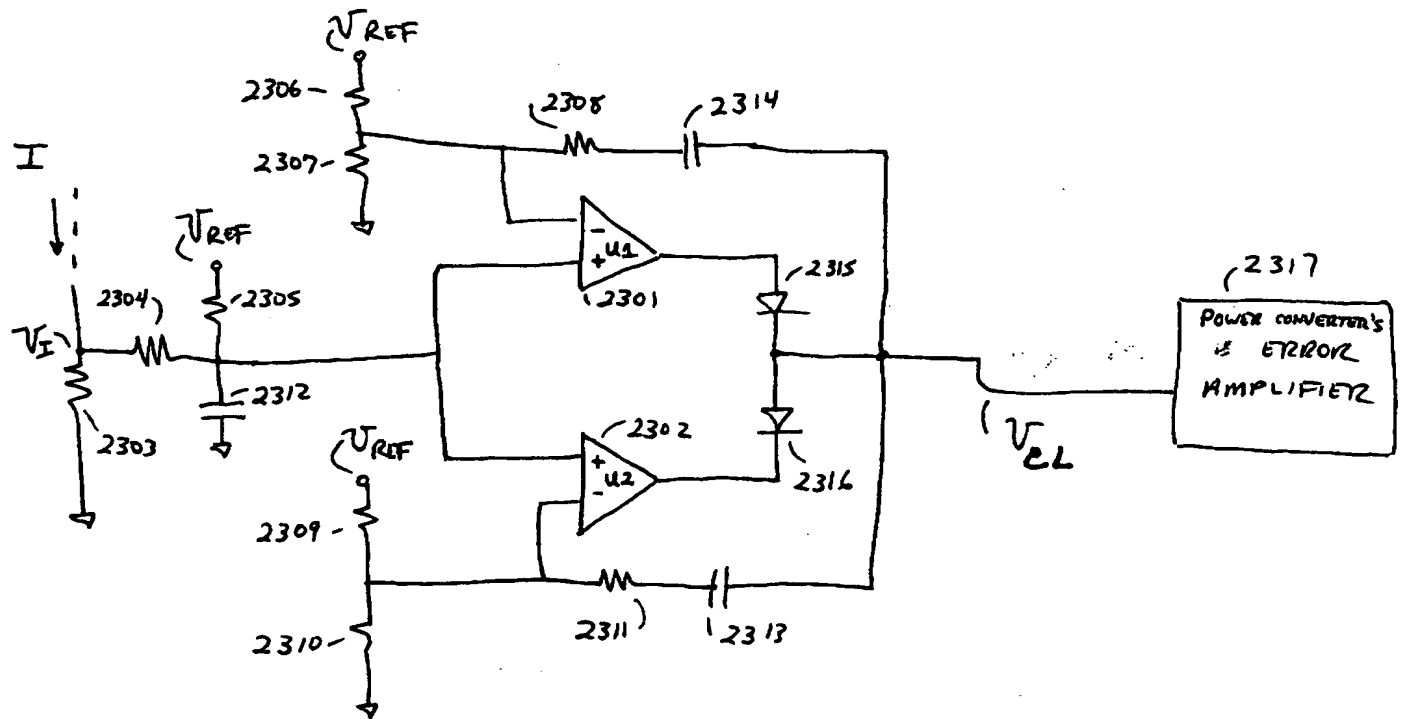 VREF
2306
2308
2314
2307
I
VREF
-
+
U1
2315
2317
2304
2305
2301
POWER CONVERTER'S
ERROR
AMPLIFIER
VI
2312
2303
VREF
2302
+
-
U2
2316
VCL
2309
2310
2311
2313